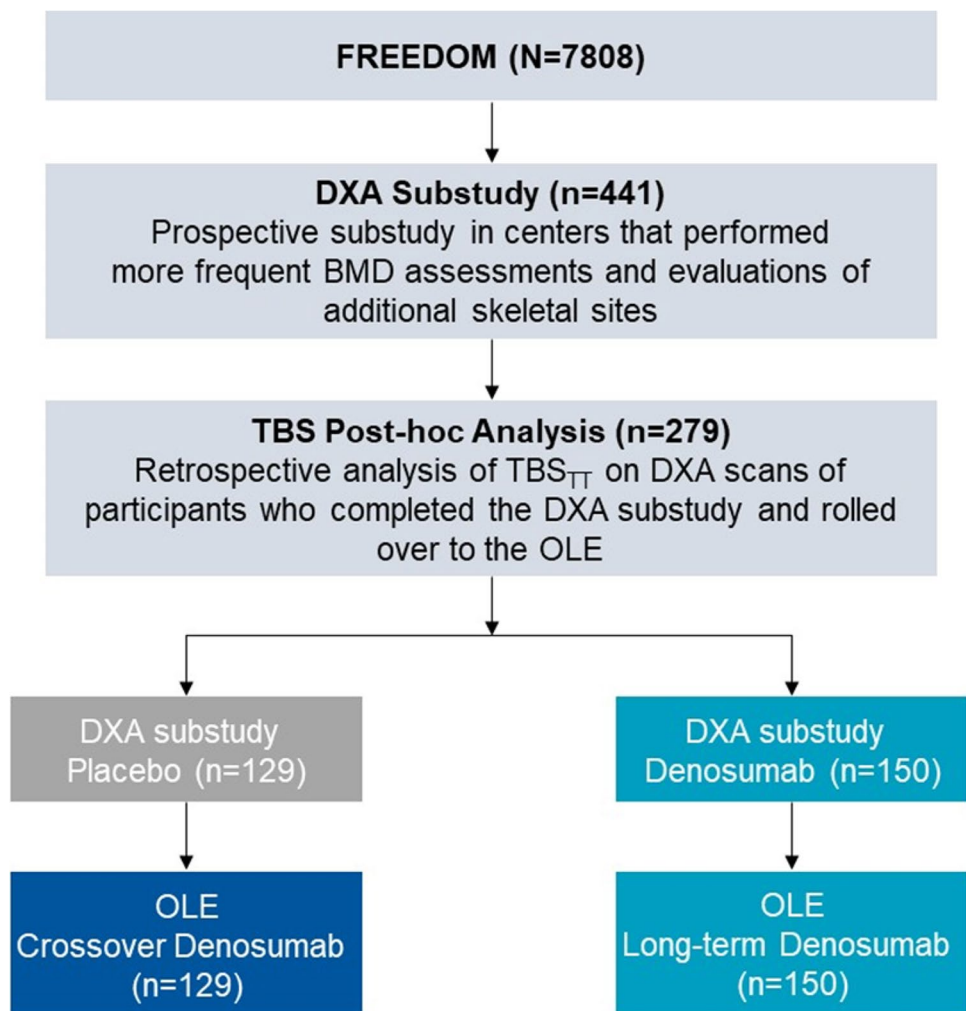 FREEDOM (N=7808)
DXA Substudy (n=441)
Prospective substudy in centers that performed
more frequent BMD assessments and evaluations of
additional skeletal sites
TBS Post-hoc Analysis (n=279)
Retrospective analysis of TBSTT on DXA scans of
participants who completed the DXA substudy and rolled
over to the OLE
DXA substudy
Placebo (n=129)
DXA substudy
Denosumab (n=150)
OLE
Crossover Denosumab
(n=129)
OLE
Long-term Denosumab
(n=150)